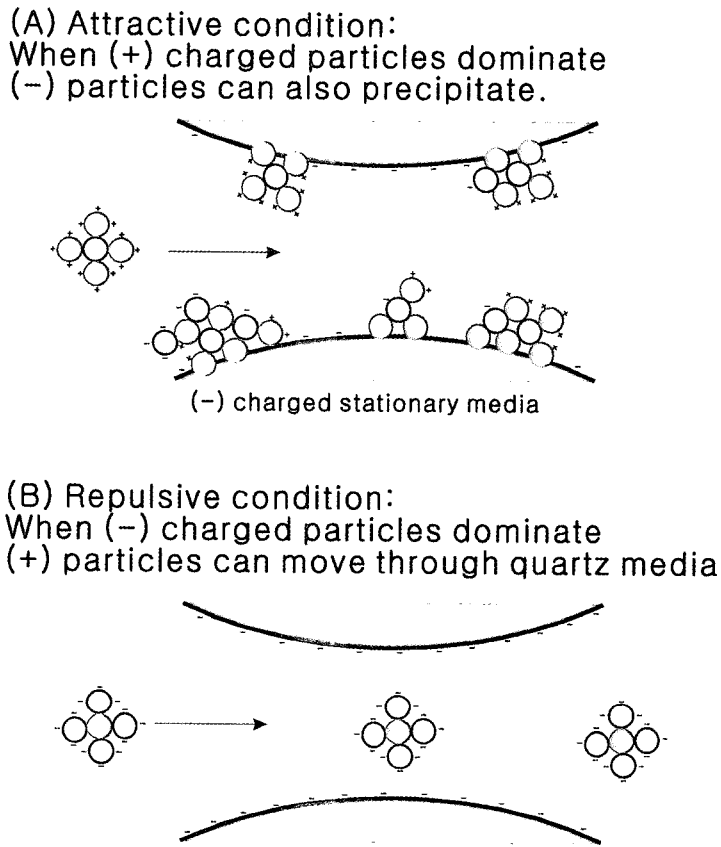 (A) Attractive condition:
When (+) charged particles dominate
(-) particles can also precipitate.
(-) charged stationary media
(B) Repulsive condition:
When (-) charged particles dominate
(+) particles can move through quartz media